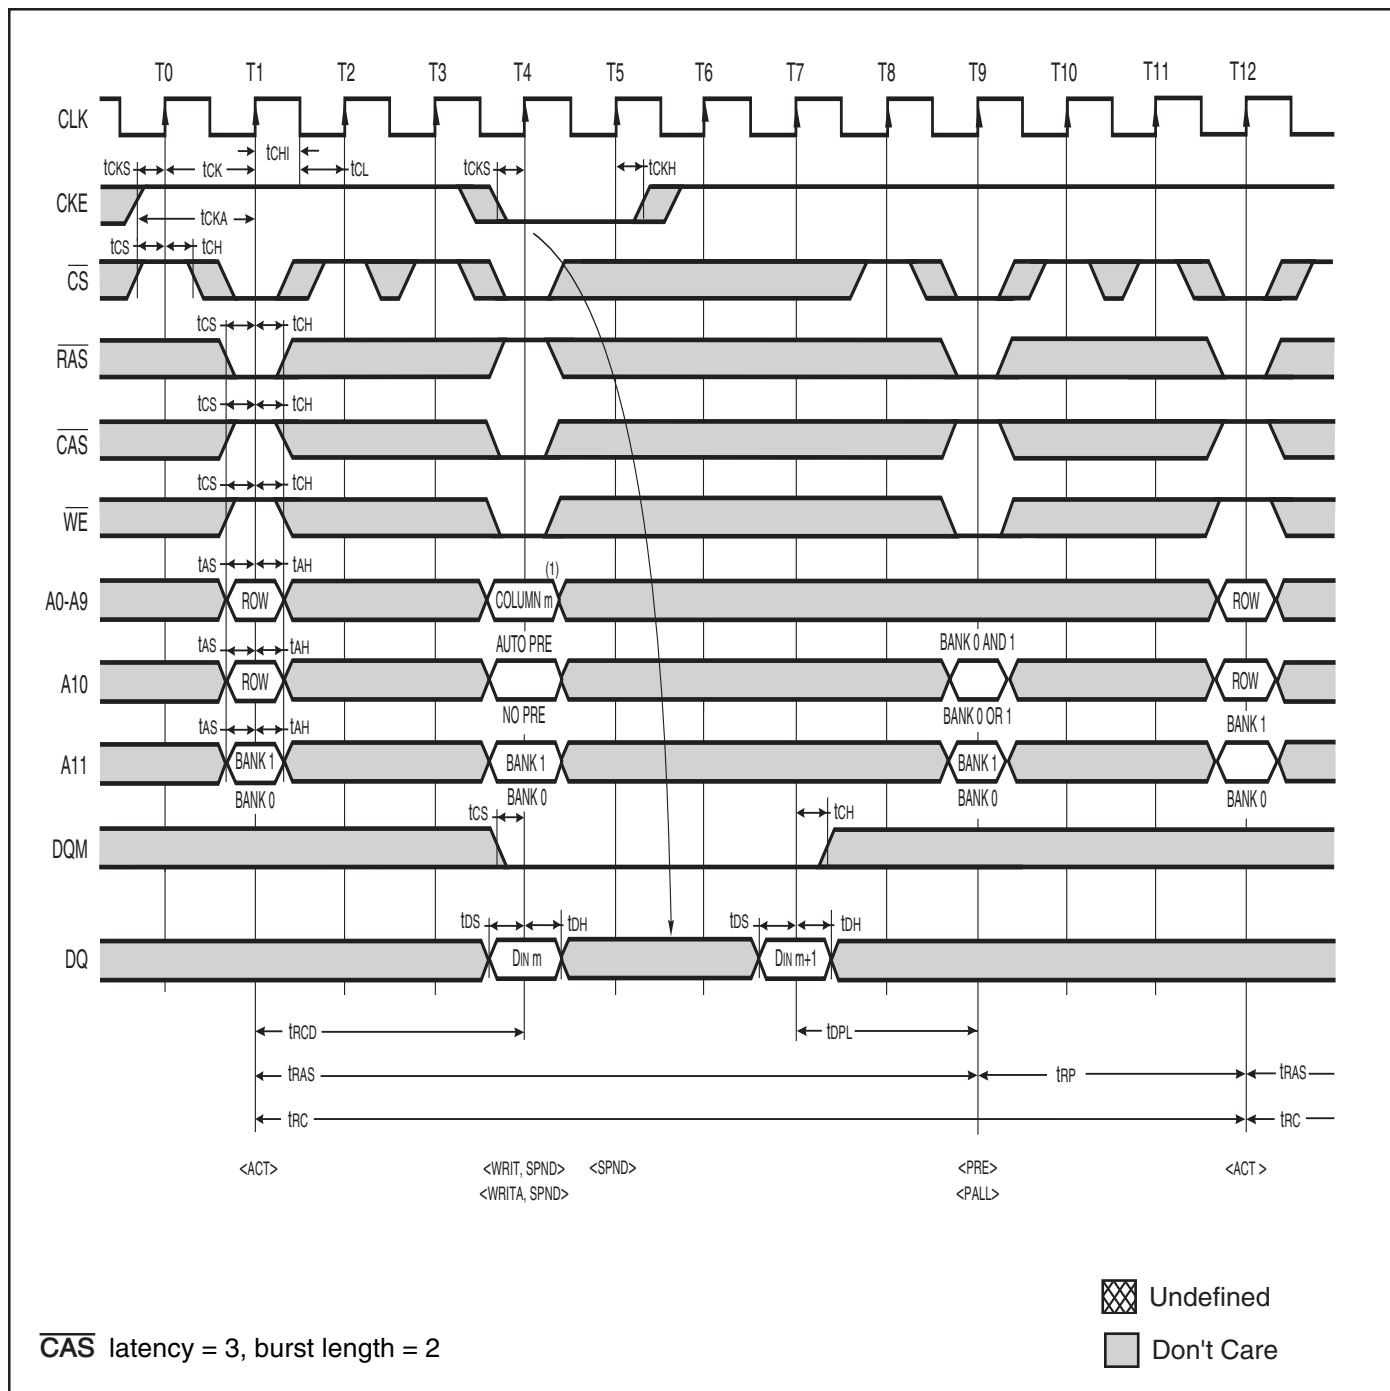 T0 T1 T2 T3 T4 T5 T6 T7 T8 T9 T10 T11 T12
CLK
tCHI
tCKS tCK tCL tCKS tCKH
CKE
tCKA
tCS tCH
CS
tCS tCH
RAS
tCS tCH
CAS
tCS tCH
WE
tAS tAH (1)
A0-A9 ROW COLUMN m ROW
tAS tAH AUTO PRE BANK 0 AND 1
A10 ROW ROW
tAS tAH NO PRE BANK 0 OR 1 BANK 1
A11 BANK 1 BANK 1 BANK 1
BANK 0 BANK 0 BANK 0 BANK 0
tCS tCH
DQM
tDS tDH tDS tDH
DQ DIN m DIN m+1
tRCD tDPL
tRAS tRP tRAS
tRC tRC
<ACT> <WRIT, SPND> <SPND> <PRE> <ACT >
<WRITA, SPND> <PALL>
Undefined
CAS latency = 3, burst length = 2 Don't Care